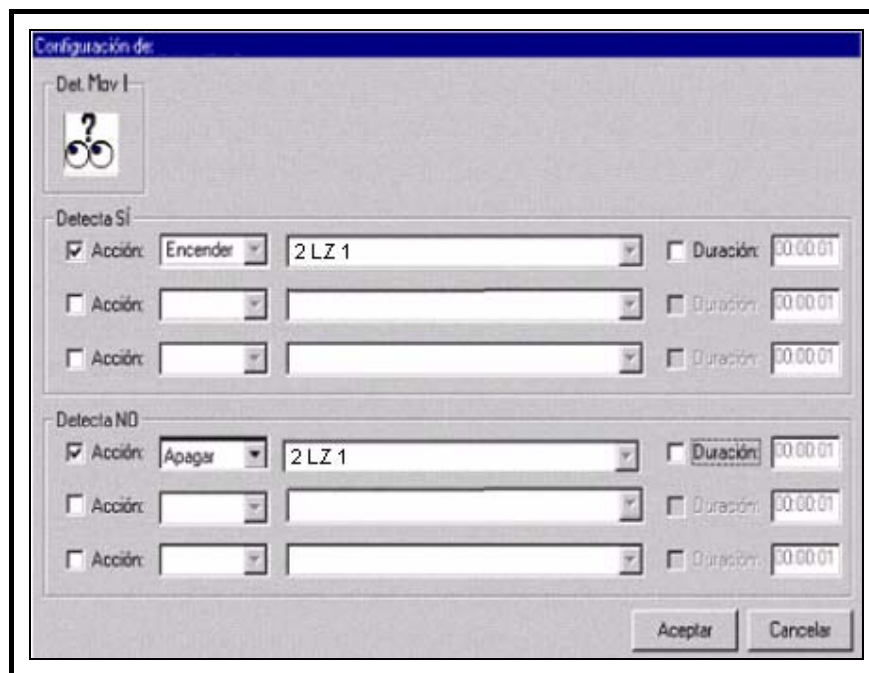 Configuración de:
Det. Mov 1
?
Detecta SÍ
Acción: Encender 2 LZ 1 Duración: 00:00:01
Acción: Duración: 00:00:01
Acción: Duración: 00:00:01
Detecta NO
Acción: Apagar 2 LZ 1 Duración: 00:00:01
Acción: Duración: 00:00:01
Acción: Duración: 00:00:01
Aceptar Cancelar